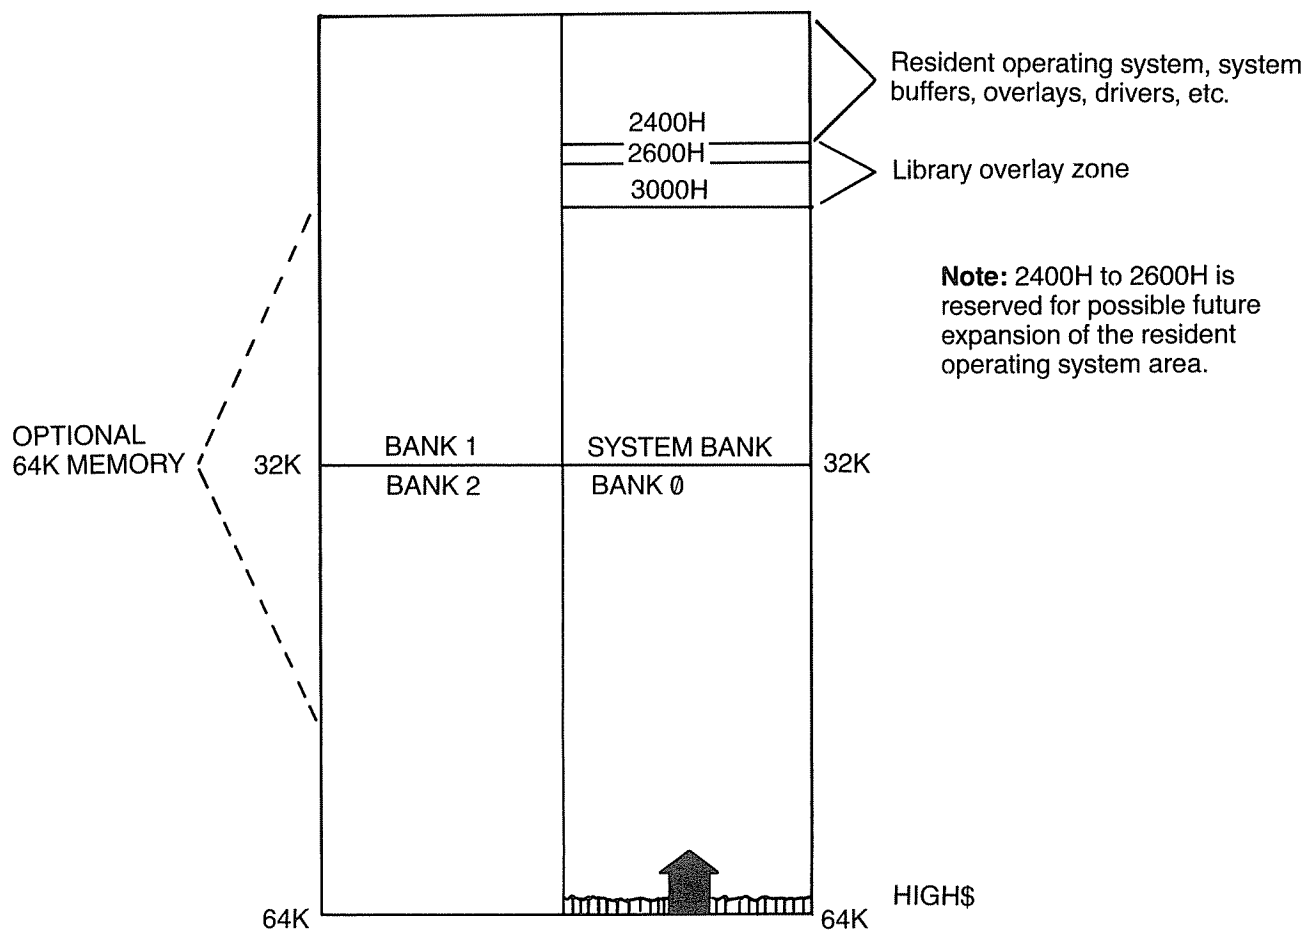 Resident operating system, system
buffers, overlays, drivers, etc.
2400H
2600H
Library overlay zone
3000H
Note: 2400H to 2600H is
reserved for possible future
expansion of the resident
operating system area.
OPTIONAL
64K MEMORY
32K
BANK 1
SYSTEM BANK
32K
BANK 2
BANK 0
HIGH$
64K
64K